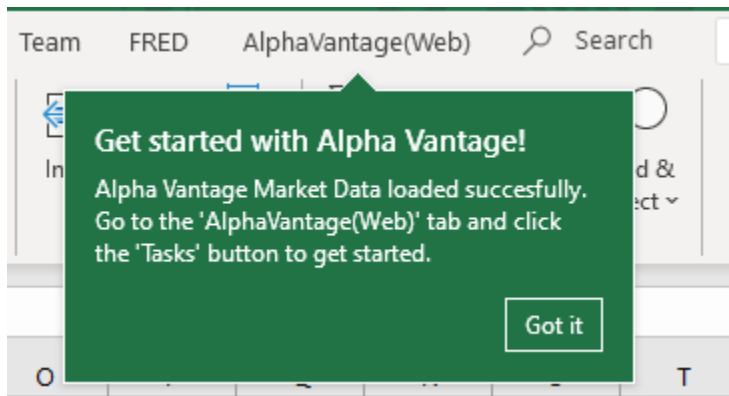 Team FRED AlphaVantage(Web) Search
Get started with Alpha Vantage!
In
d &
Alpha Vantage Market Data loaded succesfully.
ect
Go to the 'AlphaVantage(Web)' tab and click
the 'Tasks' button to get started.
Got it
O T